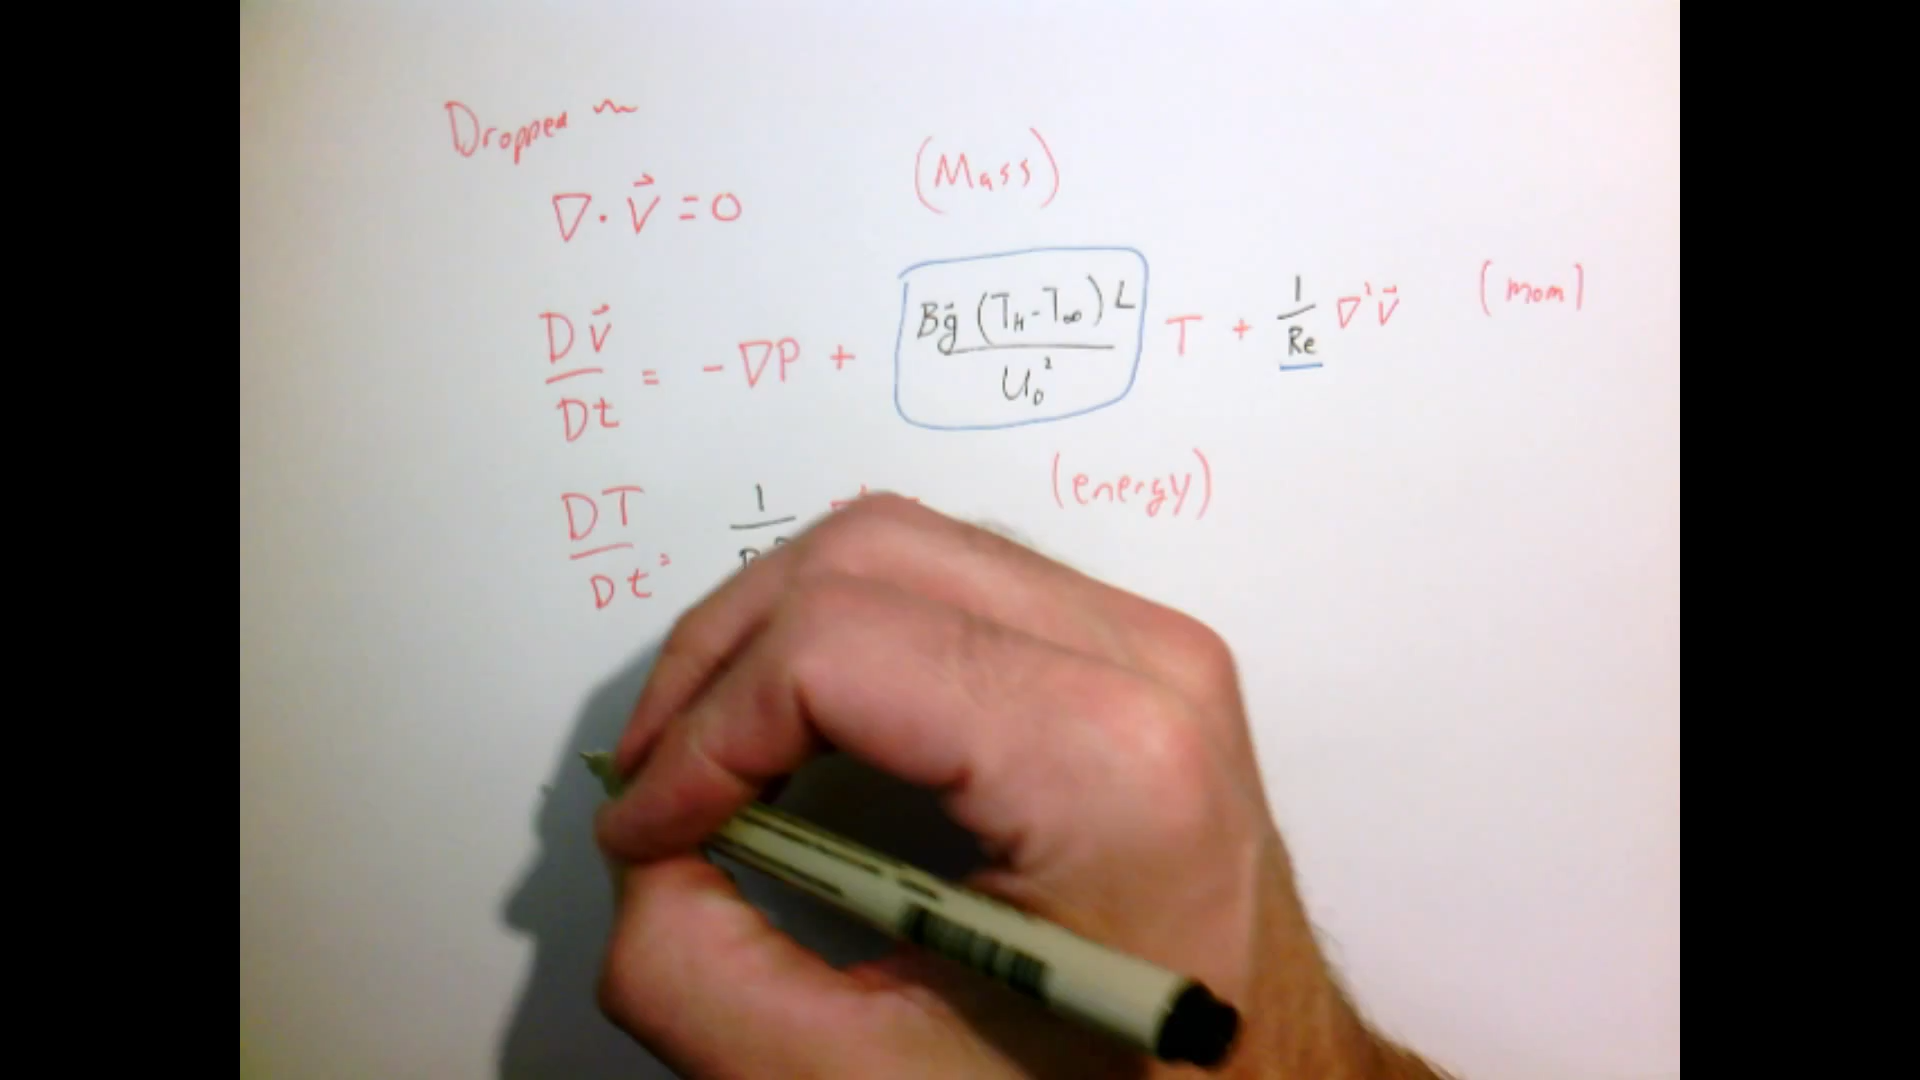 Dropped ~
∇ · V⃗ = 0 (Mass)
DV⃗/Dt = - ∇P + Bg⃗ (T_H - T_∞) L / U_0² T + 1/Re ∇²V⃗ (mom)
DT/Dt = 1 (energy)